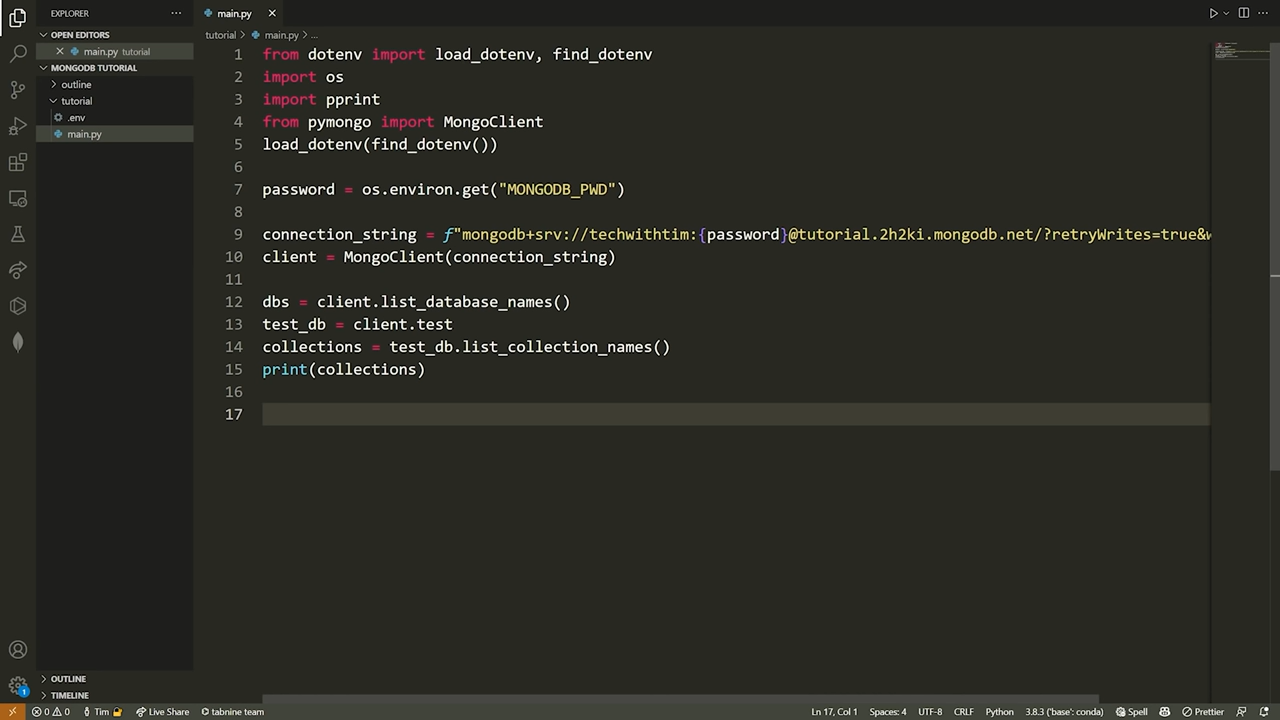 EXPLORER
main.py
OPEN EDITORS
main.py tutorial
MONGODB TUTORIAL
outline
tutorial
.env
main.py
OUTLINE
TIMELINE
tutorial > main.py > ...
1 from dotenv import load_dotenv, find_dotenv
2 import os
3 import pprint
4 from pymongo import MongoClient
5 load_dotenv(find_dotenv())
6
7 password = os.environ.get("MONGODB_PWD")
8
9 connection_string = f"mongodb+srv://techwithtim:{password}@tutorial.2h2ki.mongodb.net/?retryWrites=true&w
10 client = MongoClient(connection_string)
11
12 dbs = client.list_database_names()
13 test_db = client.test
14 collections = test_db.list_collection_names()
15 print(collections)
16
17
1
0 0 Tim Live Share tabnine team Ln 17, Col 1 Spaces: 4 UTF-8 CRLF Python 3.8.3 ('base': conda) Spell Prettier